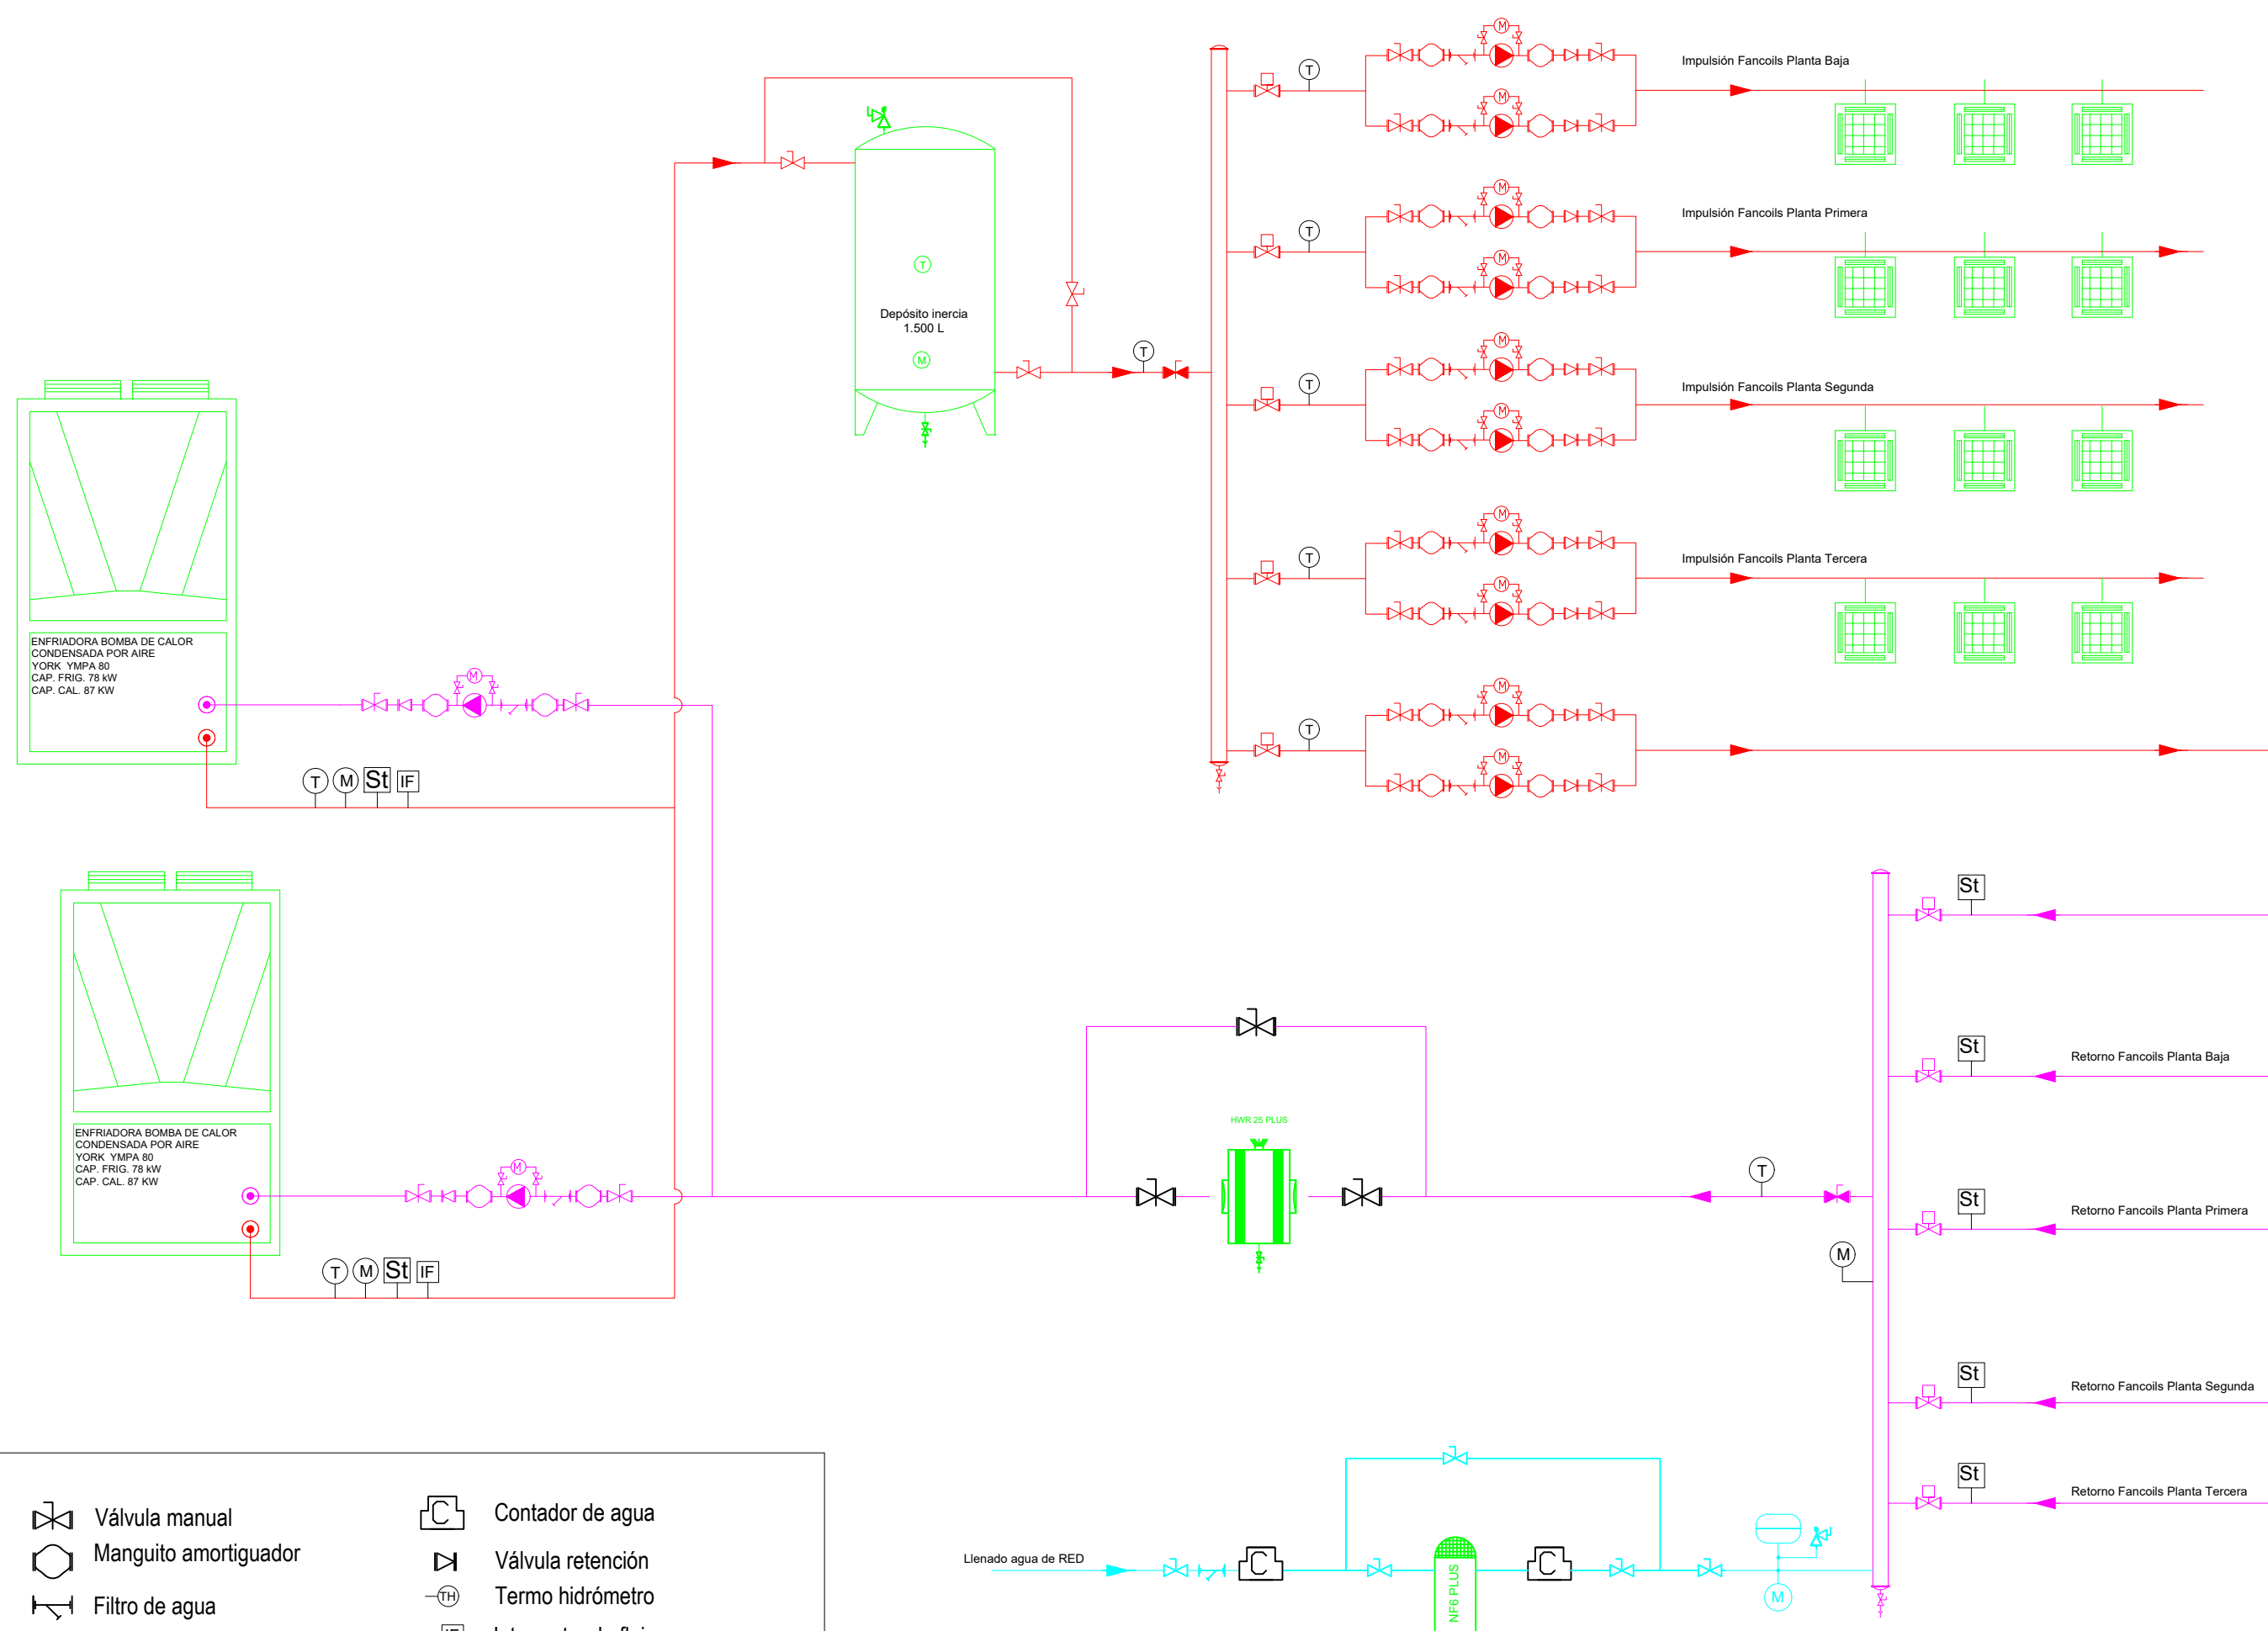 M
T
Impulsión Fancoils Planta Baja
M
M
T
Impulsión Fancoils Planta Primera
M
T
Depósito inercia
1.500 L
M
T
M
T
Impulsión Fancoils Planta Segunda
M
M
T
Impulsión Fancoils Planta Tercera
M
ENFRIADORA BOMBA DE CALOR
CONDENSADA POR AIRE
YORK YMPA 80
CAP. FRIG. 78 kW
CAP. CAL. 87 KW
M
M
T
M
T M St IF
St
St
Retorno Fancoils Planta Baja
HWR 25 PLUS
ENFRIADORA BOMBA DE CALOR
CONDENSADA POR AIRE
YORK YMPA 80
CAP. FRIG. 78 kW
CAP. CAL. 87 KW
M
T
St
Retorno Fancoils Planta Primera
M
T M St IF
St
Retorno Fancoils Planta Segunda
St
Retorno Fancoils Planta Tercera
Válvula manual
C Contador de agua
Manguito amortiguador
Válvula retención
Filtro de agua
TH Termo hidrómetro
Llenado agua de RED
C
NF6 PLUS
C
M